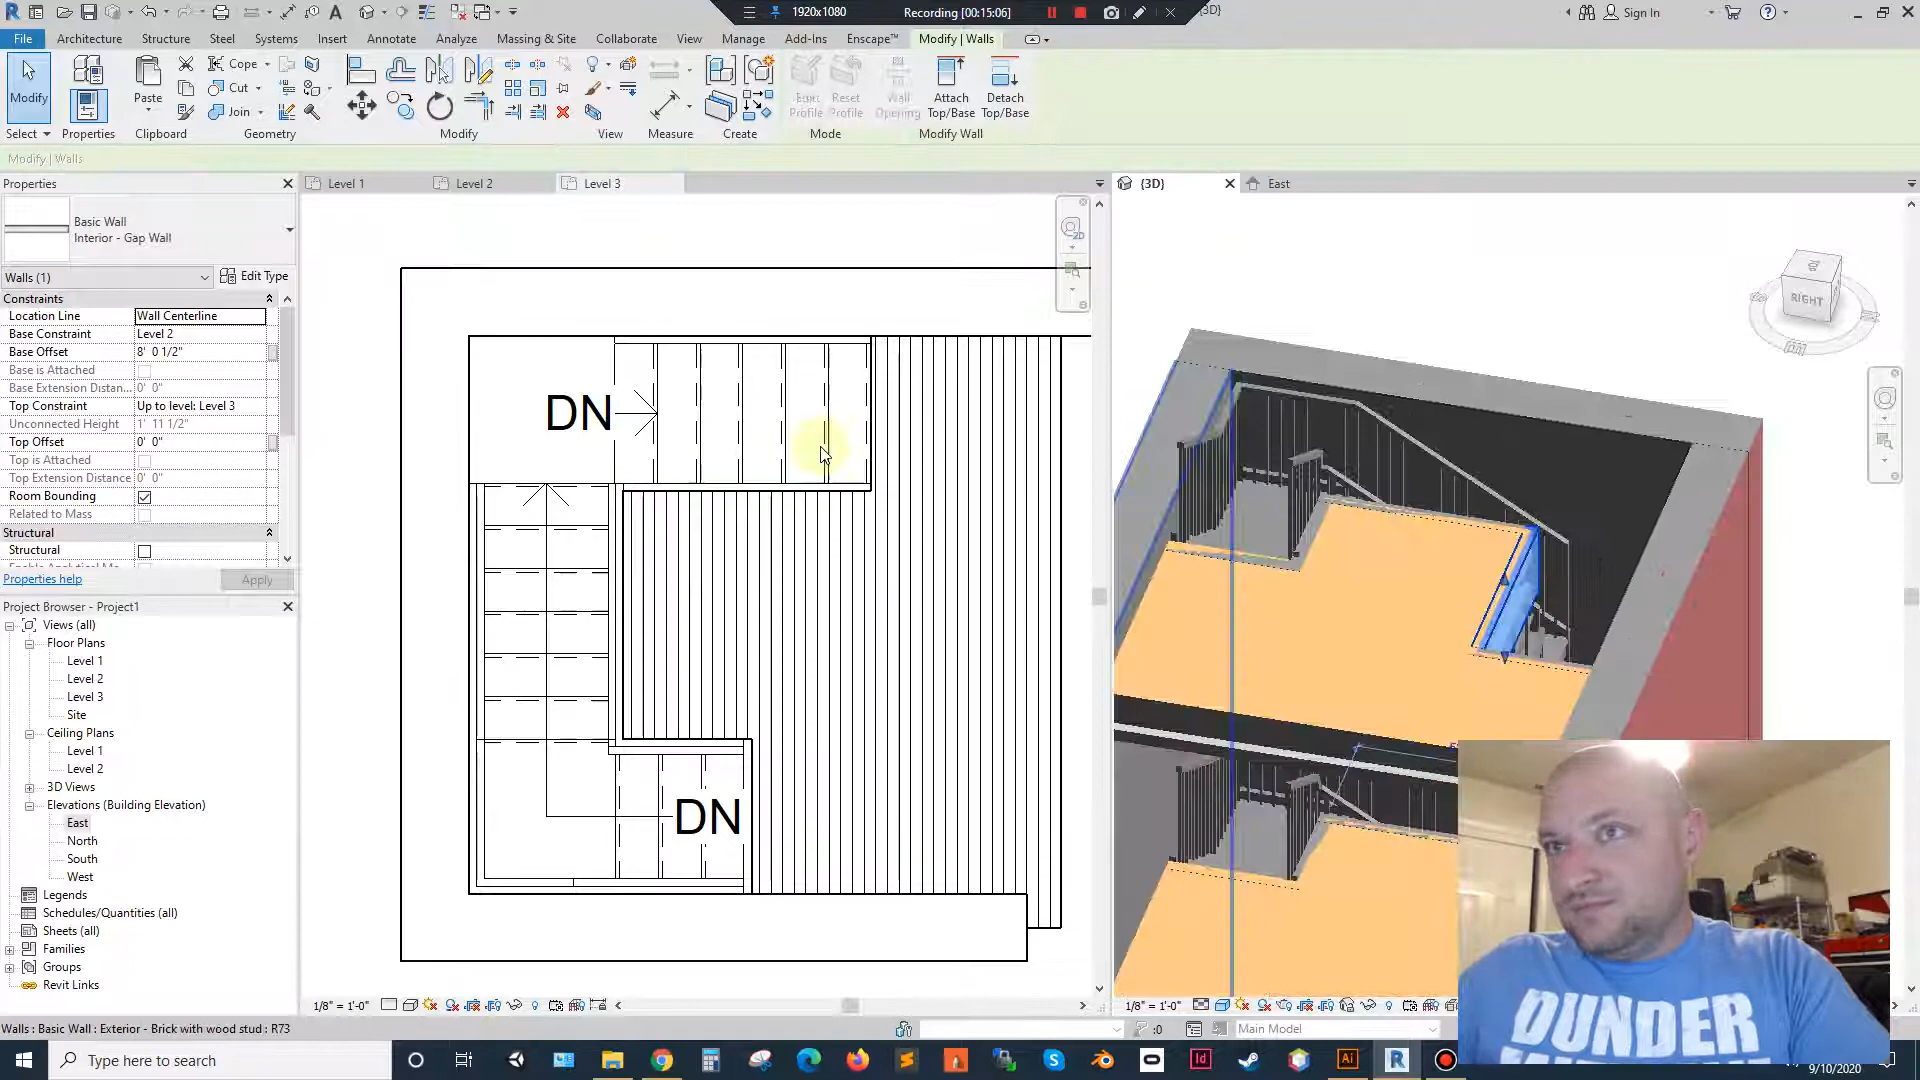 1920x1080
Recording [00:15:06]
{3D}
Sign In
File
Architecture
Structure
Steel
Systems
Insert
Annotate
Analyze
Massing & Site
Collaborate
View
Manage
Add-Ins
Enscape™
Modify | Walls
Modify
Paste
Cope
Cut
Join
Reset
Profile
Profile
Wall
Opening
Attach
Top/Base
Detach
Top/Base
Select
Properties
Clipboard
Geometry
Modify
View
Measure
Create
Mode
Modify Wall
Modify | Walls
Properties
Basic Wall
Interior - Gap Wall
Walls (1)
Edit Type
Constraints
Location Line
Wall Centerline
Base Constraint
Level 2
Base Offset
8' 0 1/2"
Base is Attached
Base Extension Distan...
0' 0"
Top Constraint
Up to level: Level 3
Unconnected Height
1' 11 1/2"
Top Offset
0' 0"
Top is Attached
Top Extension Distance
0' 0"
Room Bounding
Related to Mass
Structural
Structural
Properties help
Apply
Project Browser - Project1
Views (all)
Floor Plans
Level 1
Level 2
Level 3
Site
Ceiling Plans
Level 1
Level 2
3D Views
Elevations (Building Elevation)
East
North
South
West
Legends
Schedules/Quantities (all)
Sheets (all)
Families
Groups
Revit Links
Level 1
Level 2
Level 3
2D
DN
DN
1/8" = 1'-0"
{3D}
East
TOP
RIGHT
DUNDER
1/8" = 1'-0"
Walls : Basic Wall : Exterior - Brick with wood stud : R73
:0
Main Model
Type here to search
9/10/2020